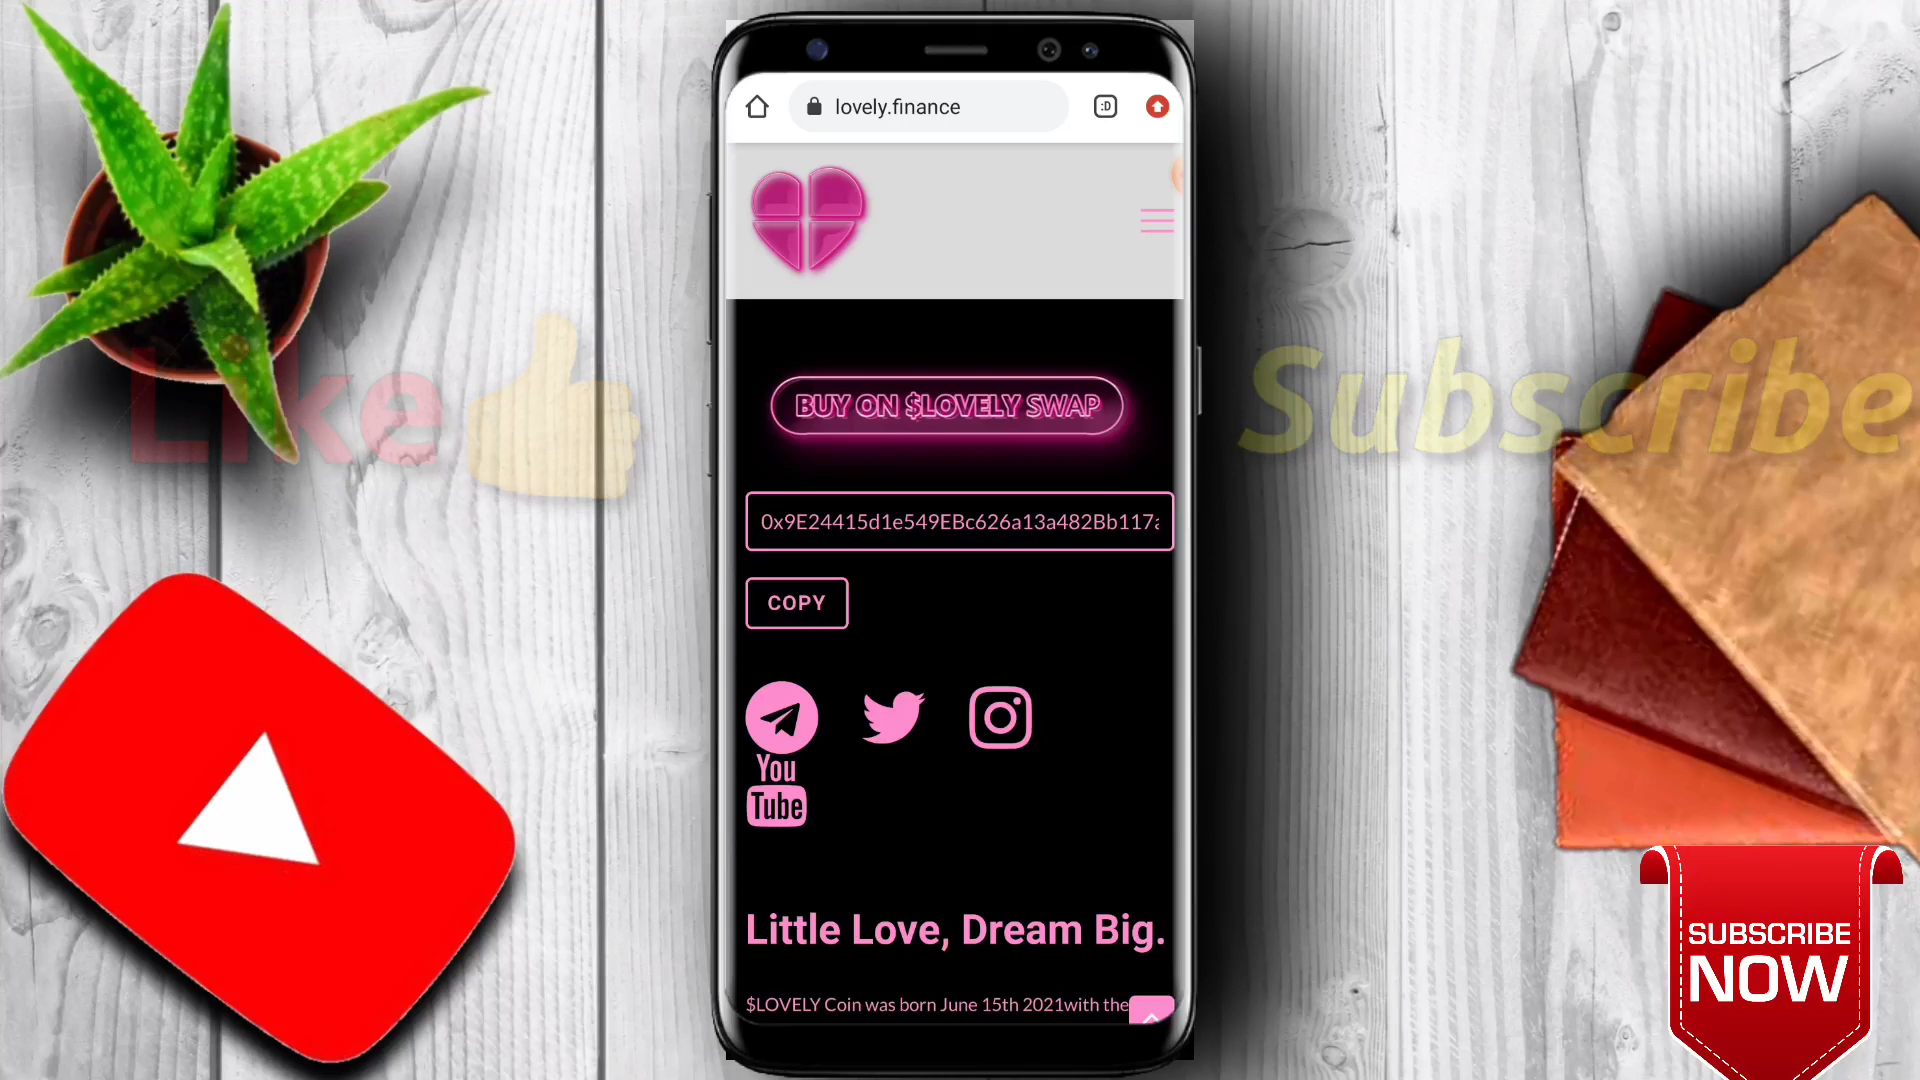 :D
lovely.finance
BUY ON $LOVELY SWAP
Like
Subscribe
0x9E24415d1e549EBc626a13a482Bb117a
COPY
You
Tube
Little Love, Dream Big.
$LOVELY Coin was born June 15th 2021with the
SUBSCRIBE
NOW